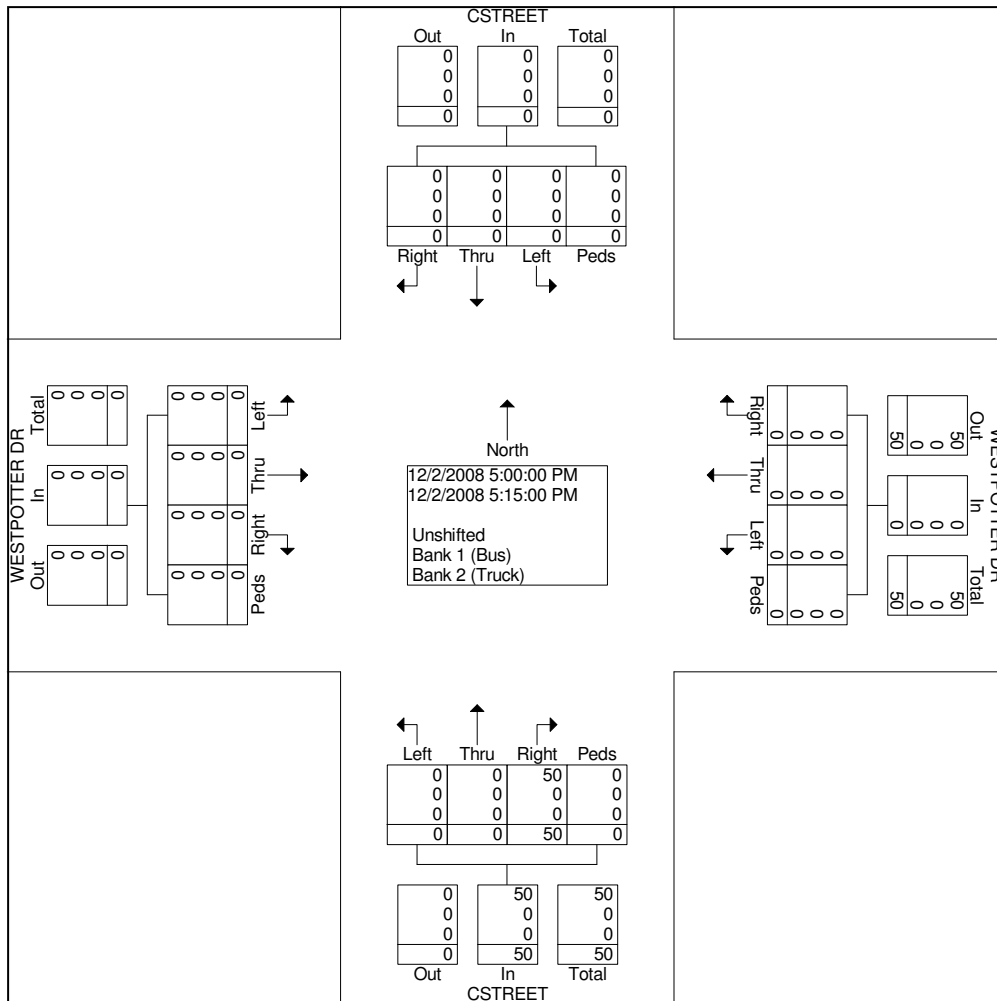 CSTREET
Out In Total
0 0 0
0 0 0
0 0 0
0 0 0
0 0 0 0
0 0 0 0
0 0 0 0
0 0 0 0
Right Thru Left Peds
WESTPOTTER DR
Total
0 0 0 0
In
0 0 0 0
Out
0 0 0 0
0 0 0 0
Left
0 0 0 0
Thru
0 0 0 0
Right
0 0 0 0
Peds
North
12/2/2008 5:00:00 PM
12/2/2008 5:15:00 PM
Unshifted
Bank 1 (Bus)
Bank 2 (Truck)
Right
0 0 0 0
Thru
0 0 0 0
Left
0 0 0 0
Peds
0 0 0 0
WESTPOTTER DR
Out
50 0 0 50
In
0 0 0 0
Total
50 0 0 50
Left Thru Right Peds
0 0 50 0
0 0 0 0
0 0 0 0
0 0 50 0
0 50 50
0 0 0
0 0 0
0 50 50
Out In Total
CSTREET